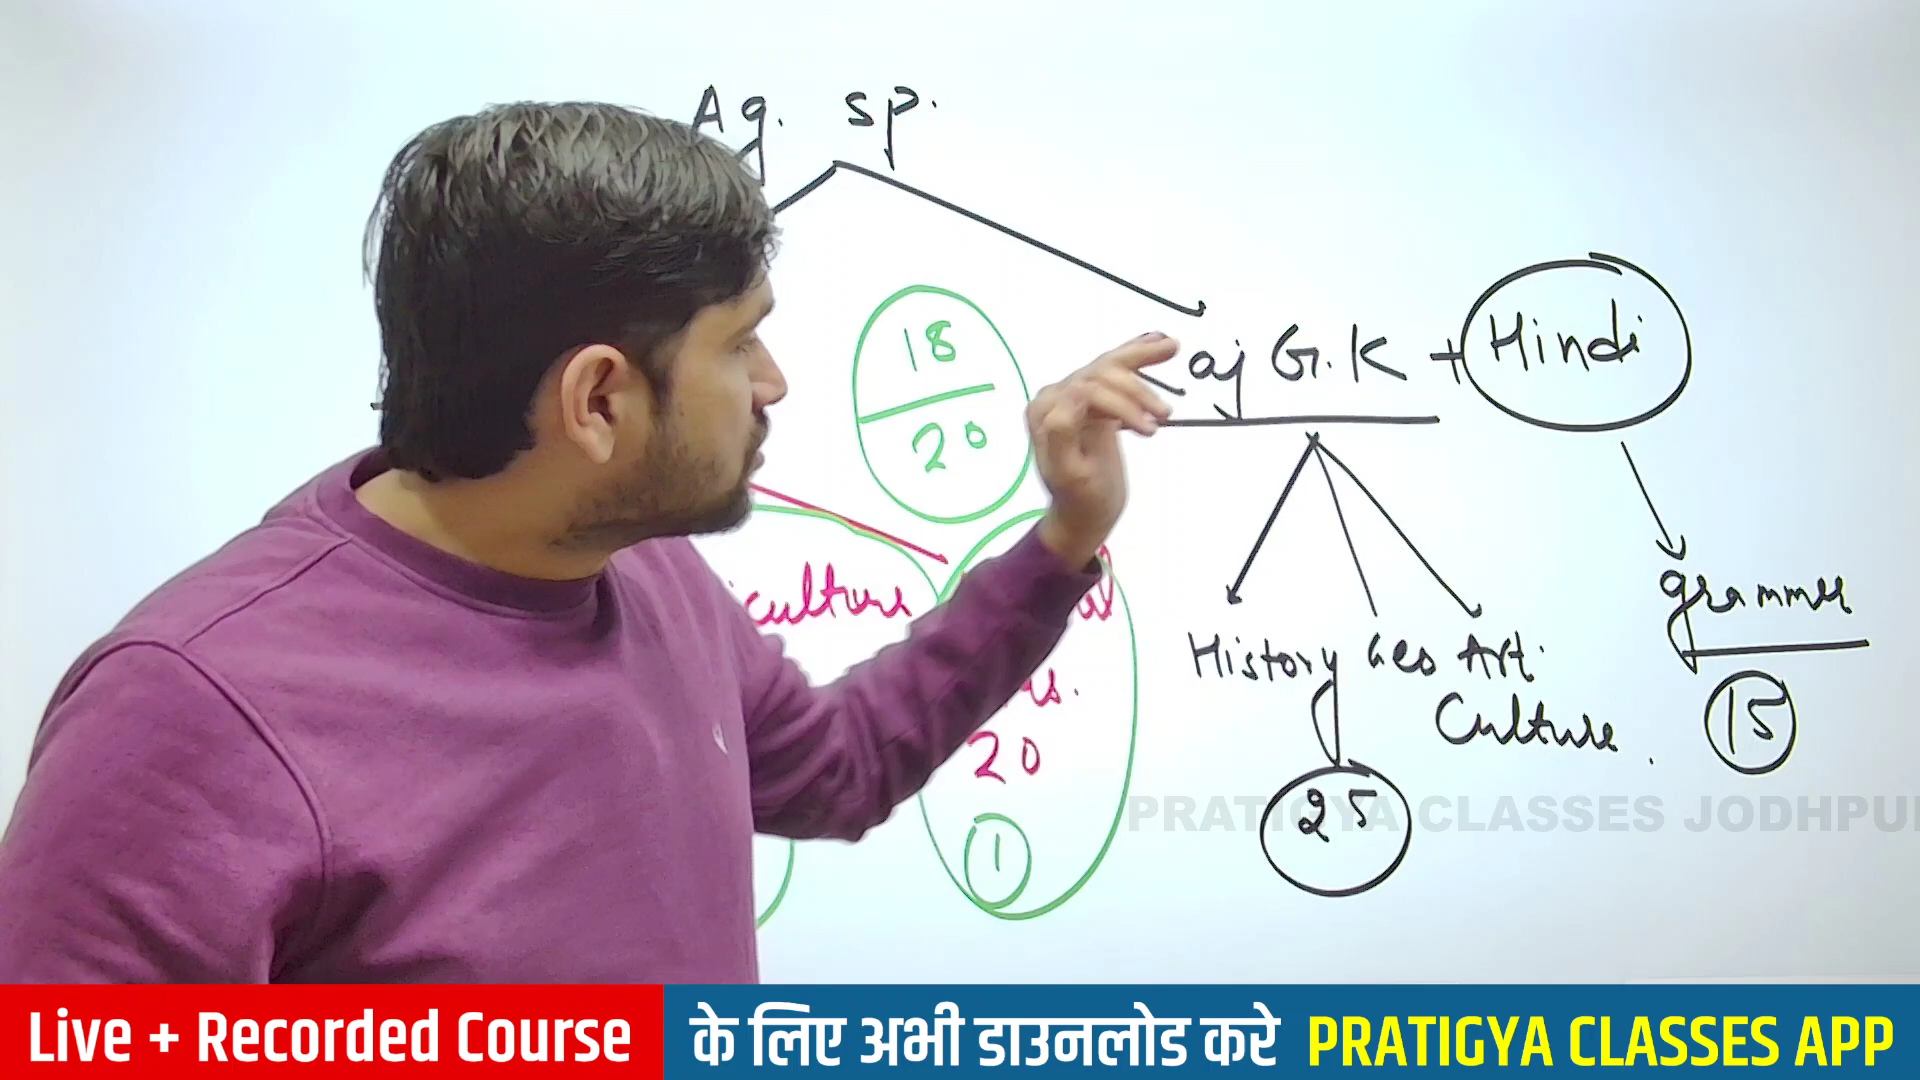 Ag. Sp.
18
20
Raj G.K + Hindi
culture
History Geo Art.
Culture.
grammer
15
20
1
25
PRATIGYA CLASSES JODHPUR
Live + Recorded Course के लिए अभी डाउनलोड करे PRATIGYA CLASSES APP